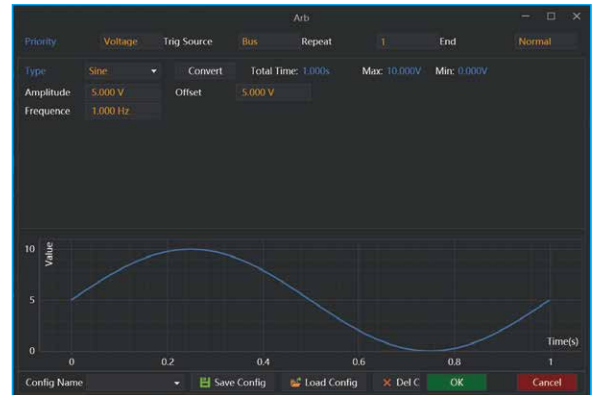 Arb
Priority Voltage Trig Source Bus Repeat 1 End Normal
Type Sine Convert Total Time: 1.000s Max: 10.000V Min: 0.000V
Amplitude 5.000 V Offset 5.000 V
Frequence 1.000 Hz
10
Value
5
0
Time(s)
0 0.2 0.4 0.6 0.8 1
Config Name Save Config Load Config Del C OK Cancel